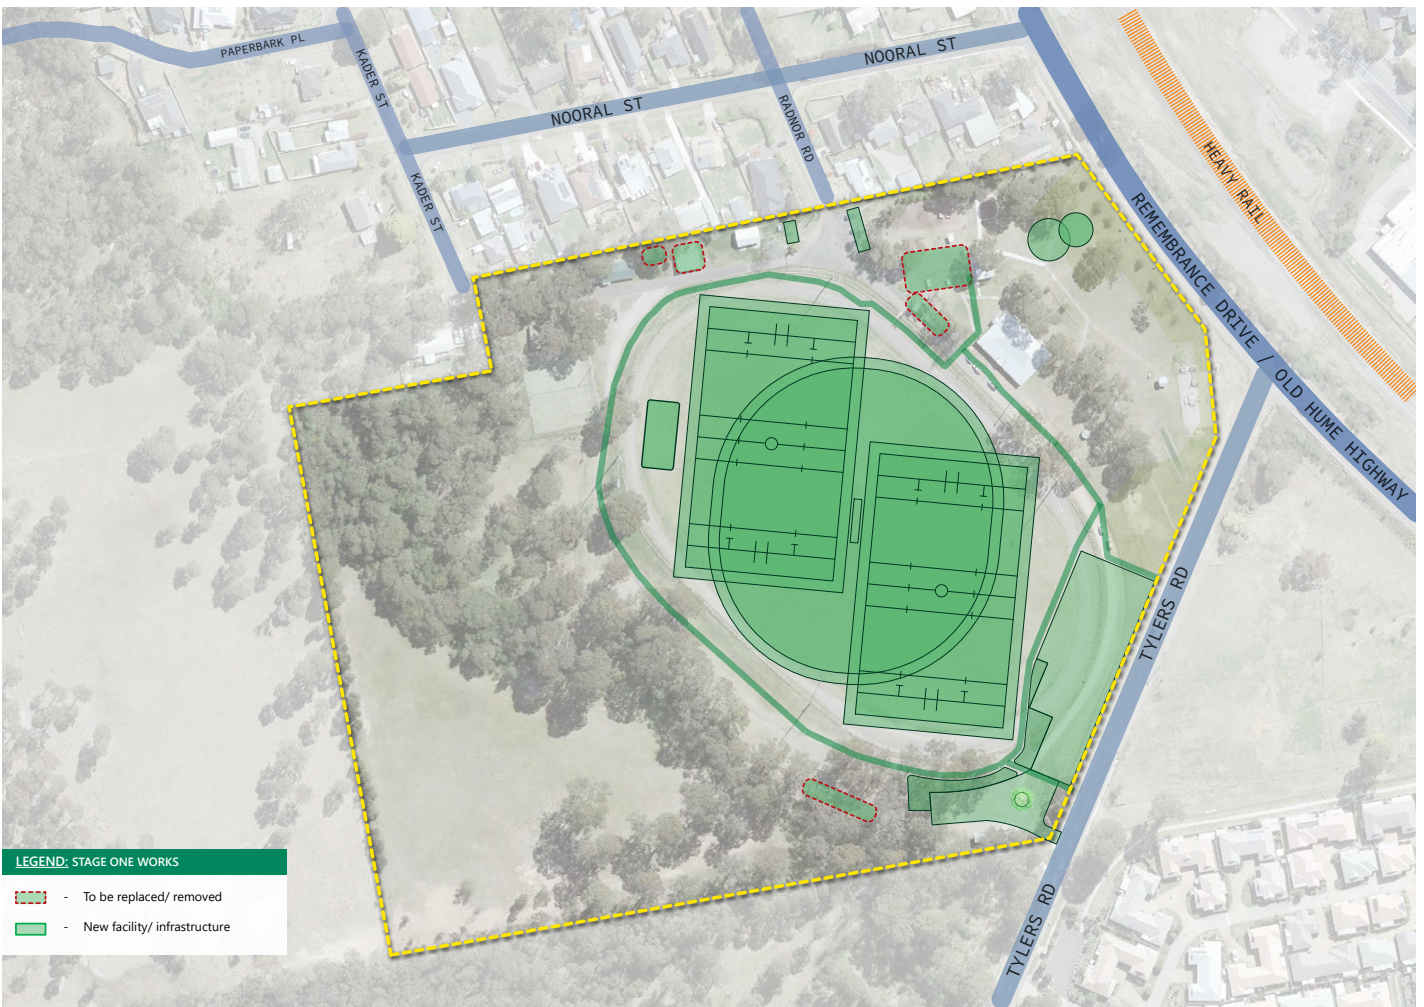 PAPERBARK PL
KADER ST
NOORAL ST
NOORAL ST
RADNOR RD
KADER ST
HEAVY RAIL
REMEMBRANCE DRIVE / OLD HUME HIGHWAY
TYLERS RD
TYLERS RD
LEGEND: STAGE ONE WORKS
- To be replaced/ removed
- New facility/ infrastructure